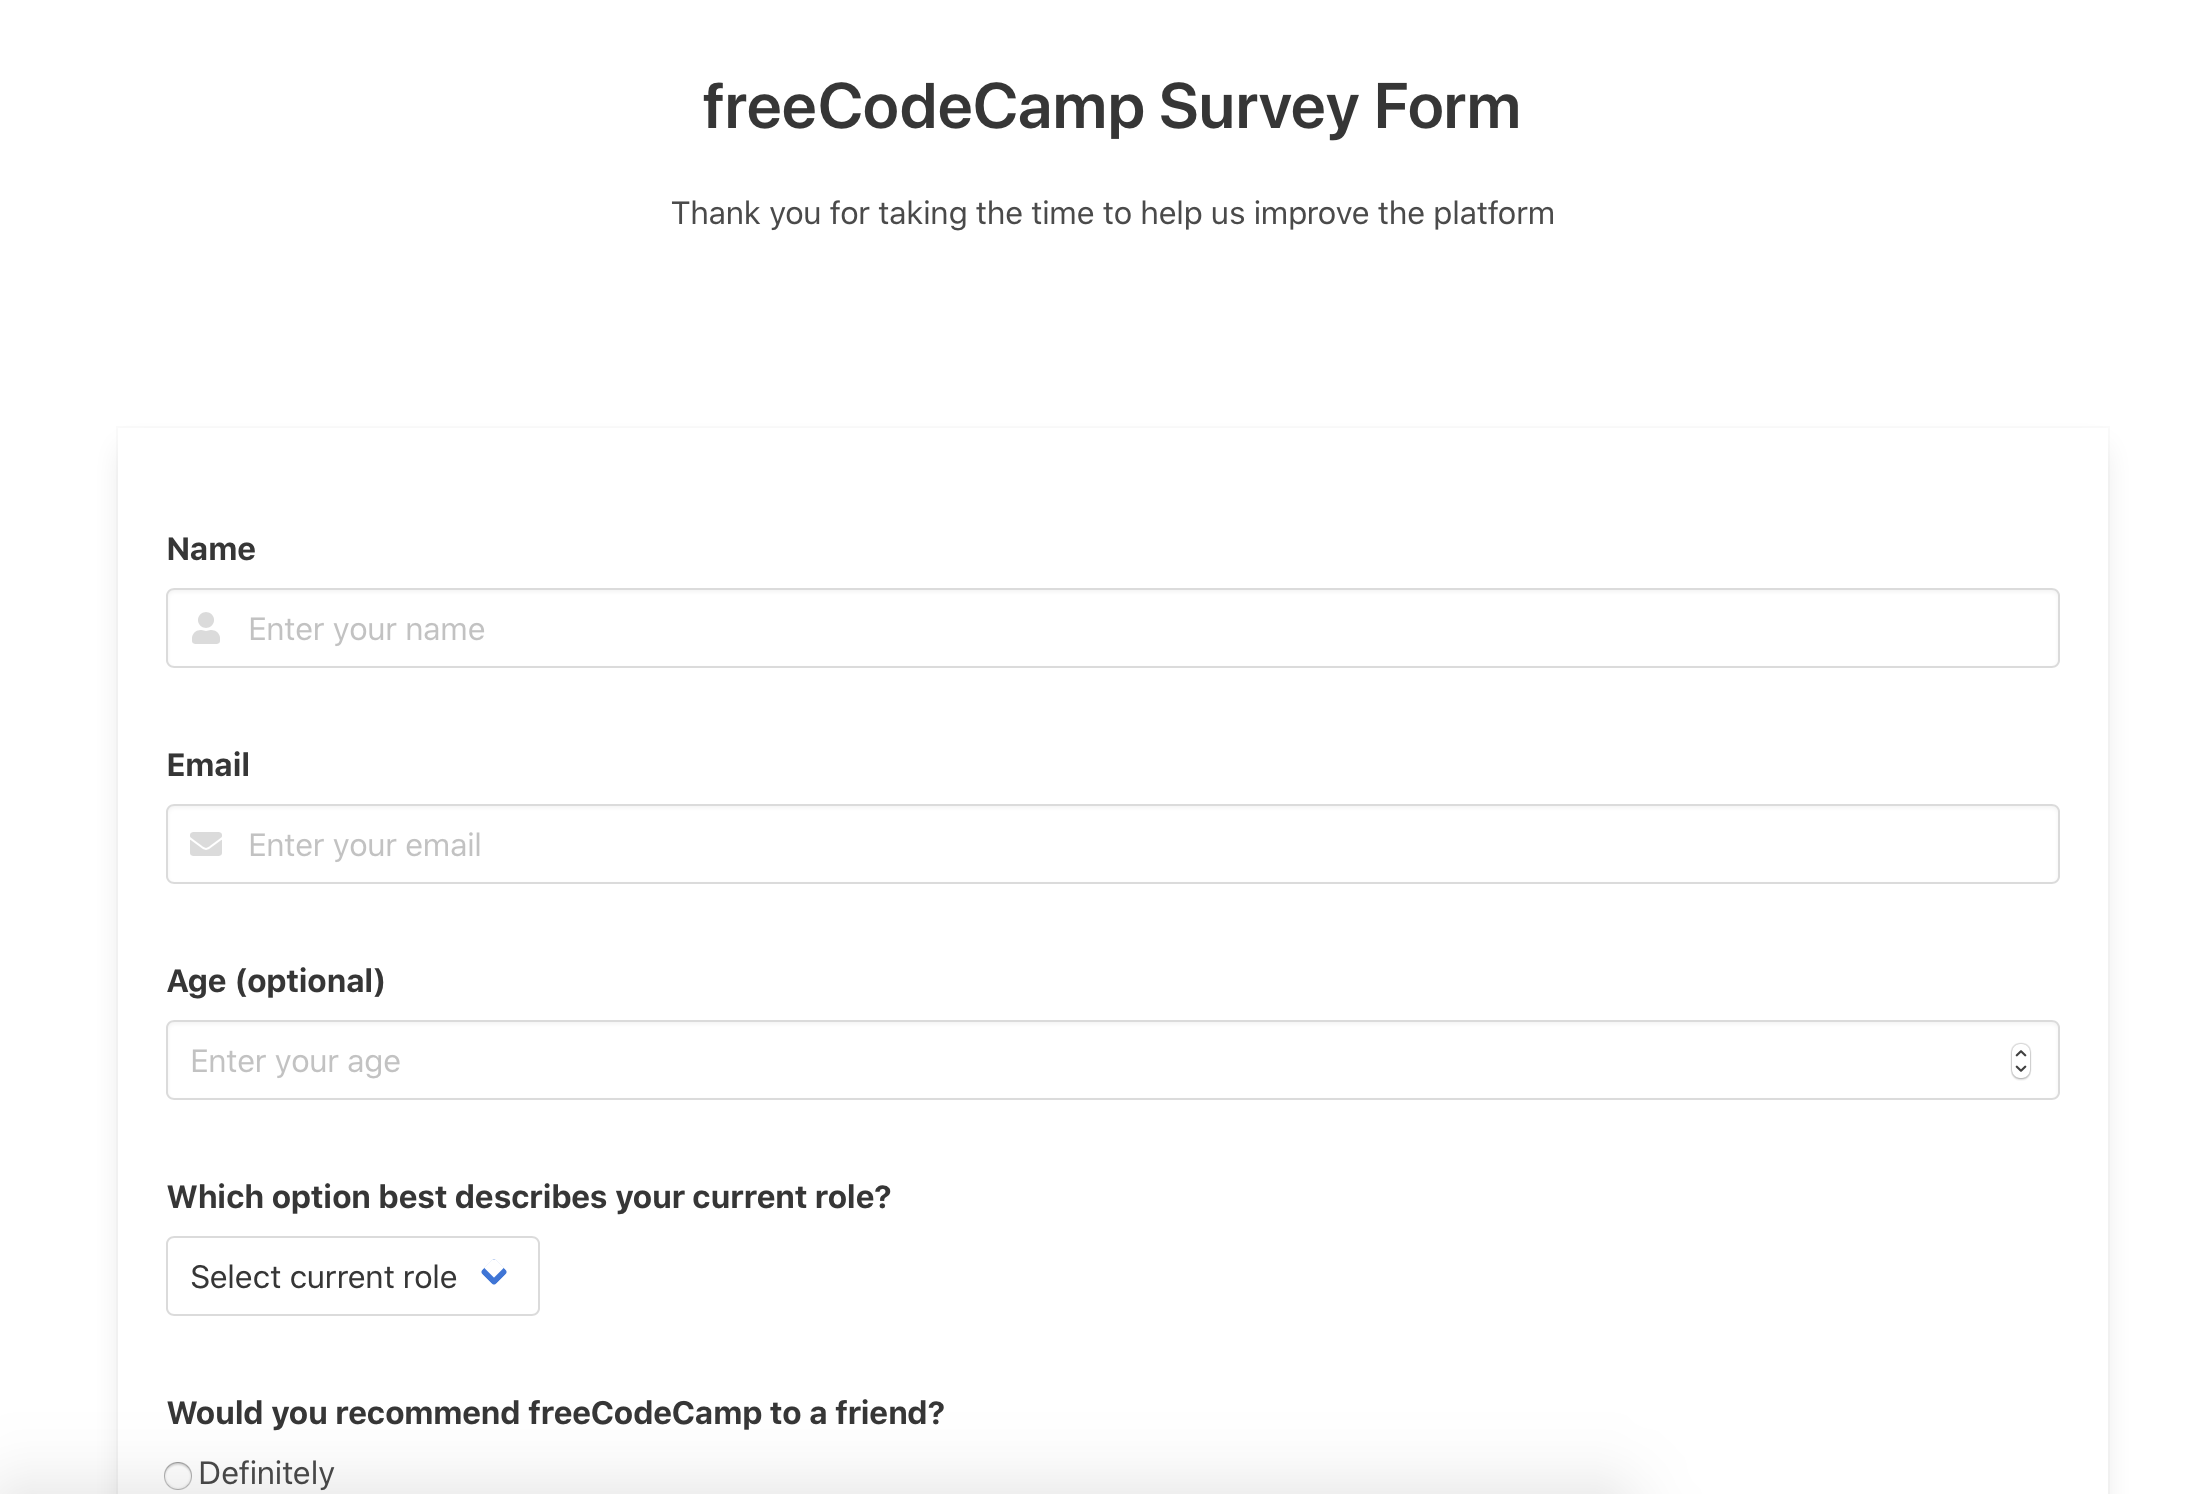 freeCodeCamp Survey Form
Thank you for taking the time to help us improve the platform
Name
Enter your name
Email
Enter your email
Age (optional)
Enter your age
Which option best describes your current role?
Select current role
Would you recommend freeCodeCamp to a friend?
Definitely